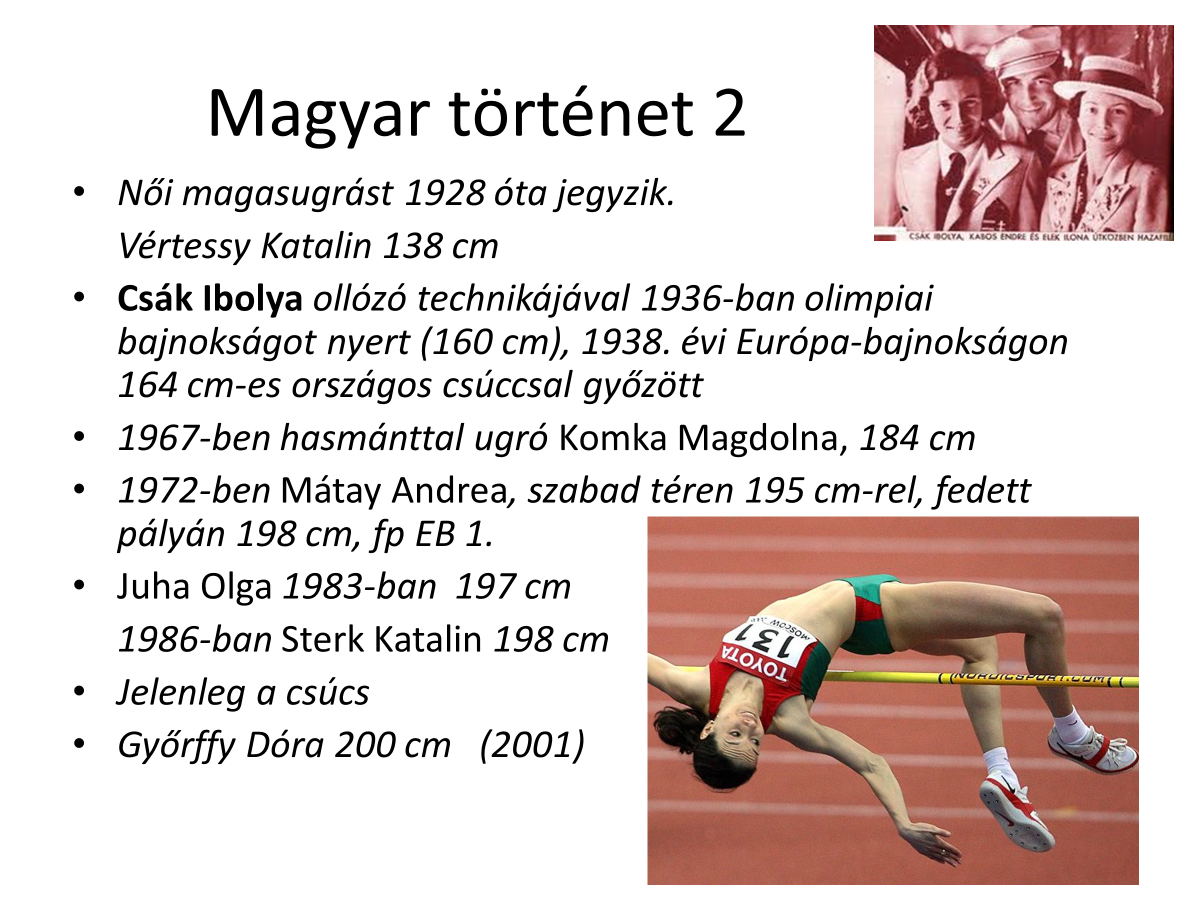 Magyar történet 2
• Női magasugrást 1928 óta jegyzik.
Vértessy Katalin 138 cm
• Csák Ibolya ollózó technikájával 1936-ban olimpiai
bajnokságot nyert (160 cm), 1938. évi Európa-bajnokságon
164 cm-es országos csúccsal győzött
• 1967-ben hasmánttal ugró Komka Magdolna, 184 cm
• 1972-ben Mátay Andrea, szabad téren 195 cm-rel, fedett
pályán 198 cm, fp EB 1.
• Juha Olga 1983-ban 197 cm
1986-ban Sterk Katalin 198 cm
• Jelenleg a csúcs
• Győrffy Dóra 200 cm (2001)
CSÁK IBOLYA, KABOS ENDRE ÉS ELEK ILONA ÚTKÖZBEN HAZAFELÉ
MOSCOW
131
TOYOTA
NORDICSPORT.COM